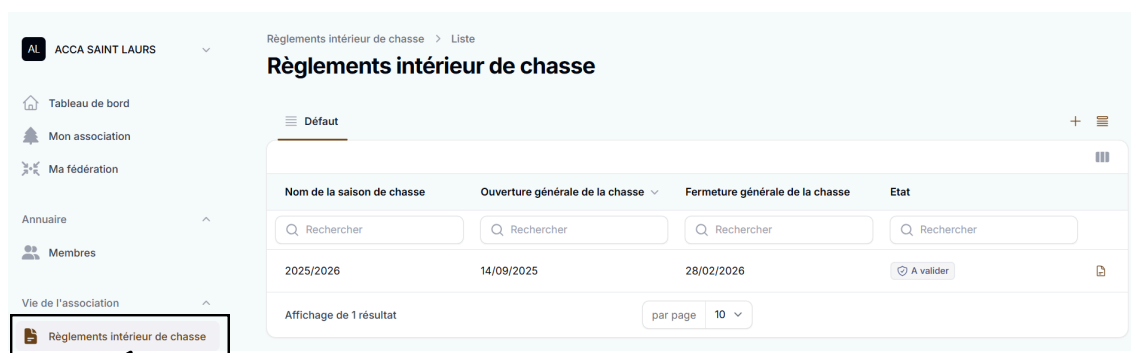 AL ACCA SAINT LAURS
Tableau de bord
Mon association
Ma fédération
Annuaire
Membres
Vie de l'association
Règlements intérieur de chasse
Règlements intérieur de chasse > Liste
Règlements intérieur de chasse
Défaut
Nom de la saison de chasse Ouverture générale de la chasse Fermeture générale de la chasse Etat
Rechercher Rechercher Rechercher Rechercher
2025/2026 14/09/2025 28/02/2026 A valider
Affichage de 1 résultat par page 10